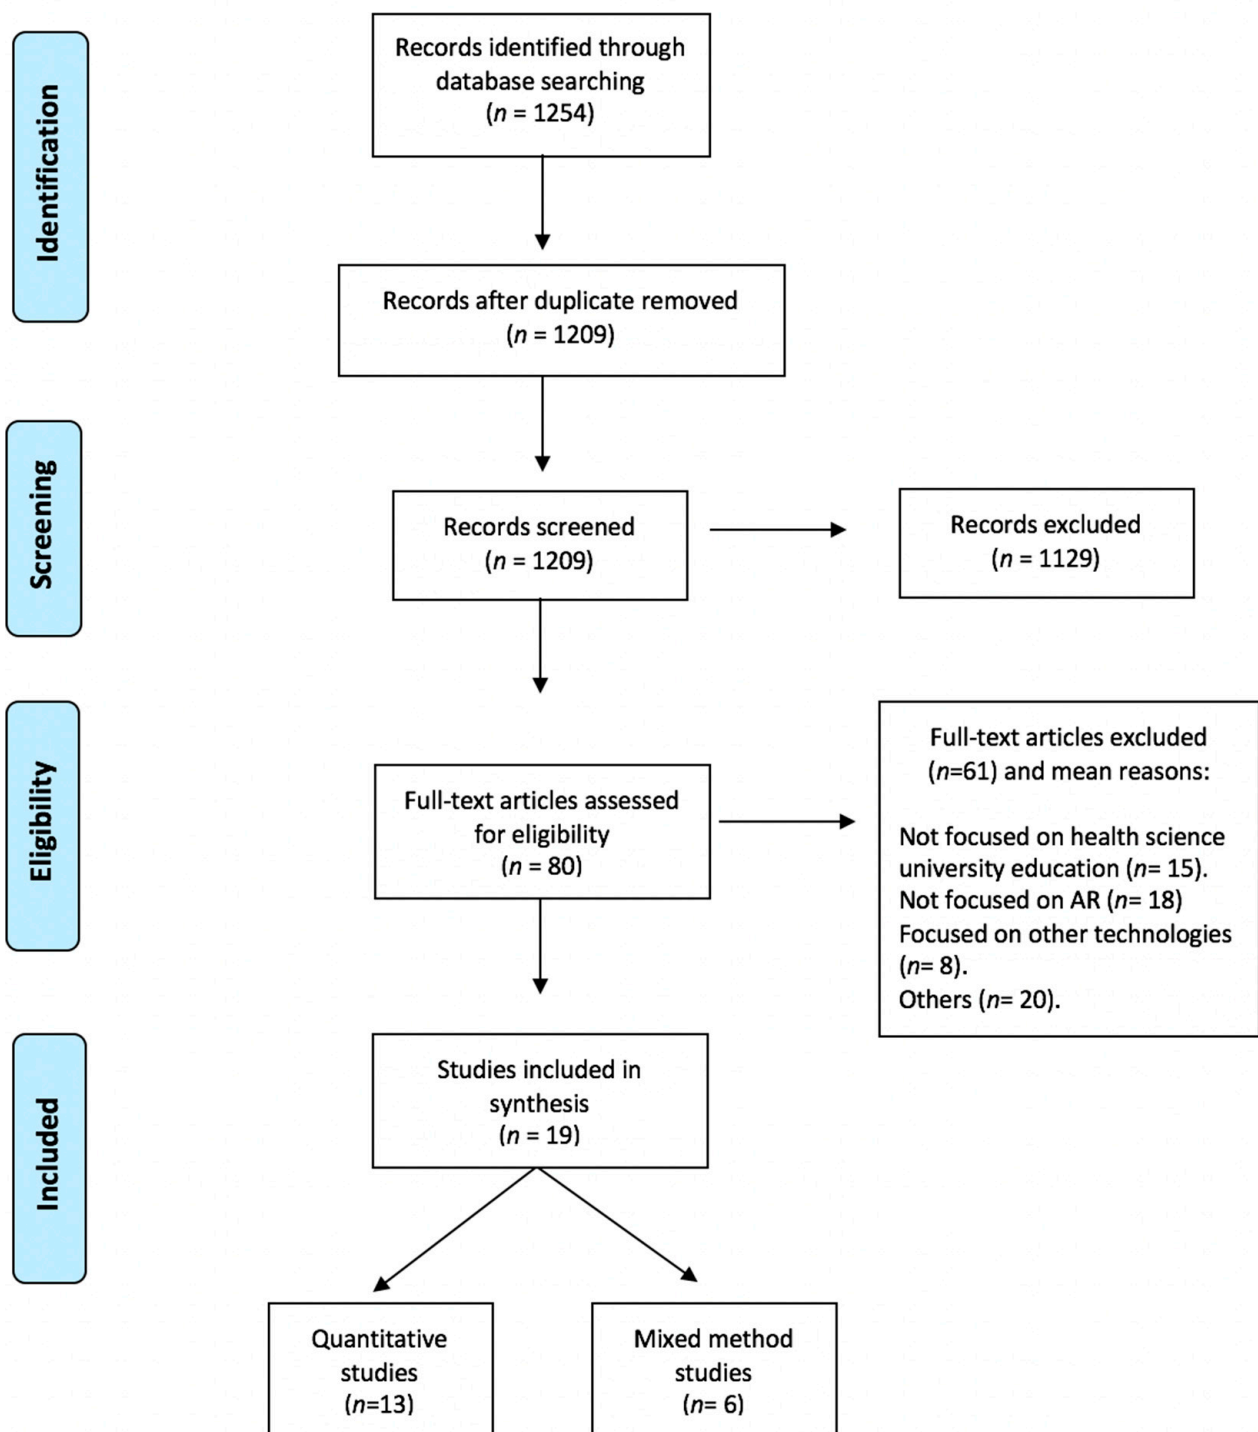 Identification
Records identified through
database searching
(n = 1254)
Records after duplicate removed
(n = 1209)
Screening
Records screened
(n = 1209)
Records excluded
(n = 1129)
Eligibility
Full-text articles assessed
for eligibility
(n = 80)
Full-text articles excluded
(n=61) and mean reasons:
Not focused on health science
university education (n= 15).
Not focused on AR (n= 18)
Focused on other technologies
(n= 8).
Others (n= 20).
Included
Studies included in
synthesis
(n = 19)
Quantitative
studies
(n=13)
Mixed method
studies
(n= 6)